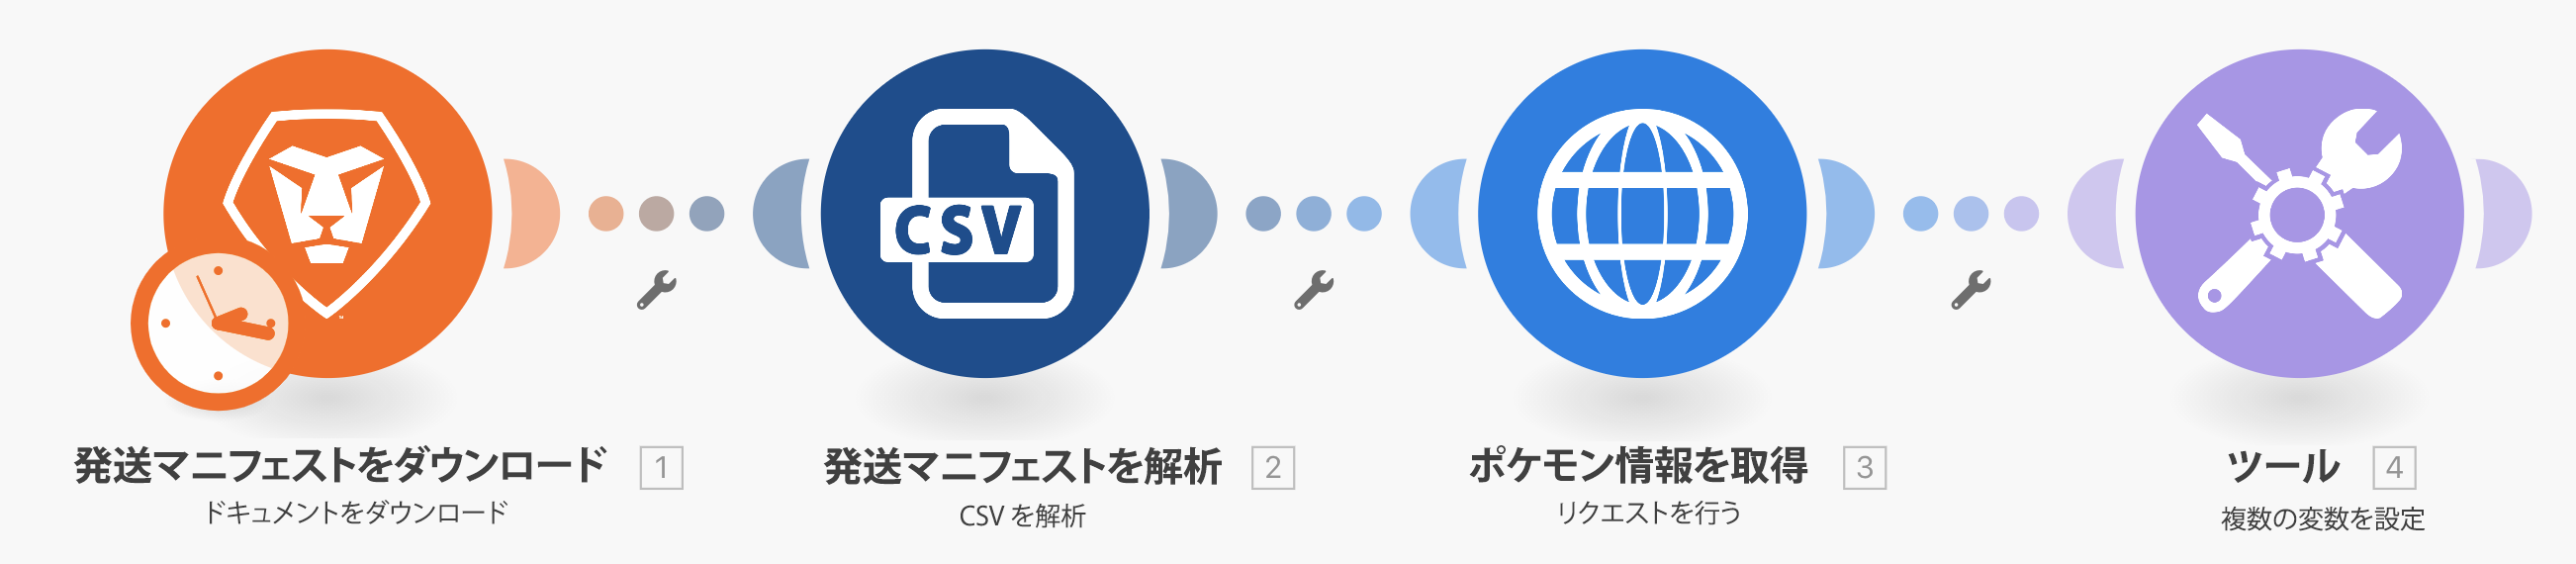 CSV
発送マニフェストをダウンロード 1
ドキュメントをダウンロード
発送マニフェストを解析 2
CSV を解析
ポケモン情報を取得 3
リクエストを行う
ツール 4
複数の変数を設定